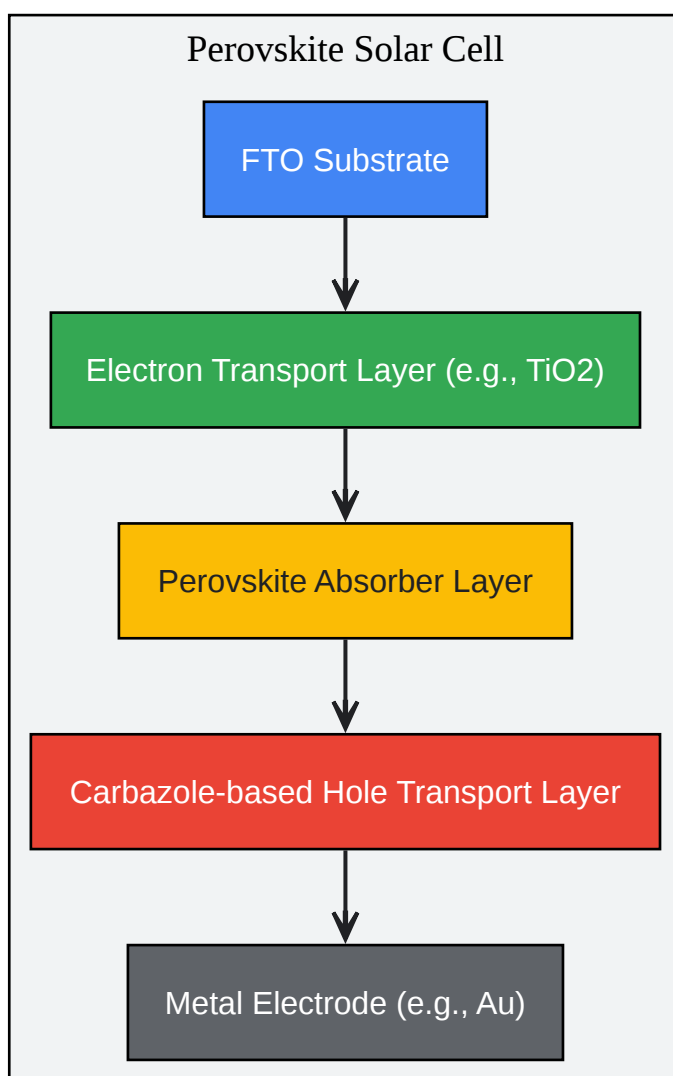 Perovskite Solar Cell
FTO Substrate
Electron Transport Layer (e.g., TiO2)
Perovskite Absorber Layer
Carbazole-based Hole Transport Layer
Metal Electrode (e.g., Au)